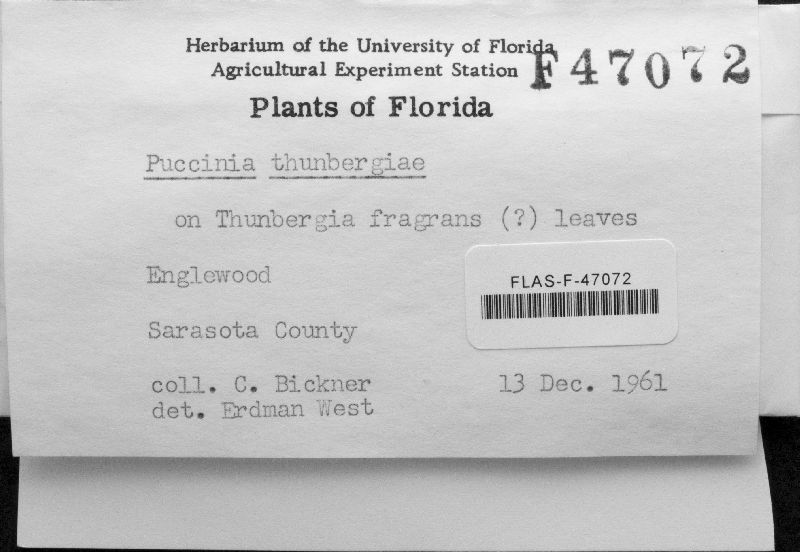 Herbarium of the University of Florida
Agricultural Experiment Station
F47072
Plants of Florida
Puccinia thunbergiae
on Thunbergia fragrans (?) leaves
Englewood
FLAS-F-47072
Sarasota County
coll. C. Bickner 13 Dec. 1961
det. Erdman West